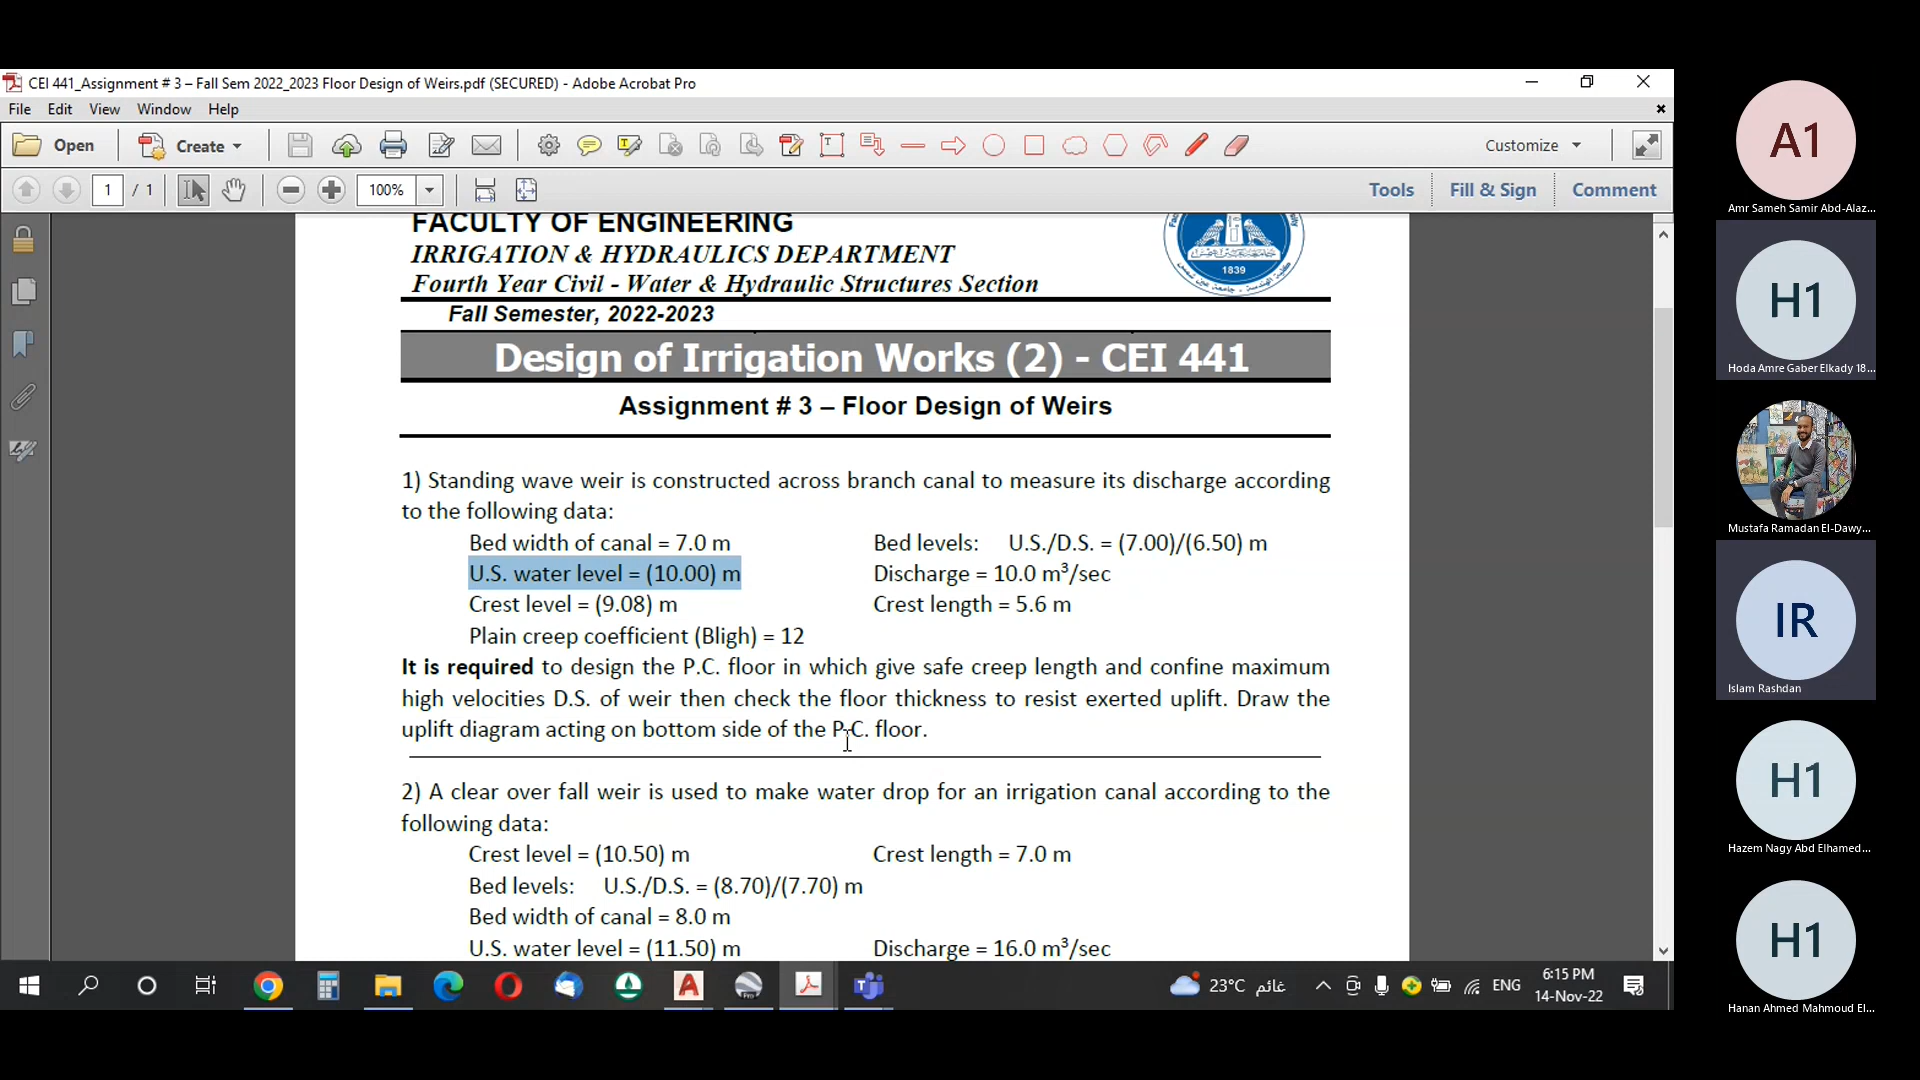 CEI 441_Assignment # 3 – Fall Sem 2022_2023 Floor Design of Weirs.pdf (SECURED) - Adobe Acrobat Pro
File Edit View Window Help
Open Create Customize
1 / 1 100% Tools Fill & Sign Comment
FACULTY OF ENGINEERING
IRRIGATION & HYDRAULICS DEPARTMENT
Fourth Year Civil - Water & Hydraulic Structures Section
1839
Fall Semester, 2022-2023
Design of Irrigation Works (2) - CEI 441
Assignment # 3 – Floor Design of Weirs
1) Standing wave weir is constructed across branch canal to measure its discharge according
to the following data:
Bed width of canal = 7.0 m Bed levels: U.S./D.S. = (7.00)/(6.50) m
U.S. water level = (10.00) m Discharge = 10.0 m³/sec
Crest level = (9.08) m Crest length = 5.6 m
Plain creep coefficient (Bligh) = 12
It is required to design the P.C. floor in which give safe creep length and confine maximum
high velocities D.S. of weir then check the floor thickness to resist exerted uplift. Draw the
uplift diagram acting on bottom side of the P.C. floor.
2) A clear over fall weir is used to make water drop for an irrigation canal according to the
following data:
Crest level = (10.50) m Crest length = 7.0 m
Bed levels: U.S./D.S. = (8.70)/(7.70) m
Bed width of canal = 8.0 m
U.S. water level = (11.50) m Discharge = 16.0 m³/sec
23°C غائم ENG 6:15 PM
14-Nov-22
A1
Amr Sameh Samir Abd-Alaz...
H1
Hoda Amre Gaber Elkady 18...
Mustafa Ramadan El-Dawy...
IR
Islam Rashdan
H1
Hazem Nagy Abd Elhamed...
H1
Hanan Ahmed Mahmoud El...